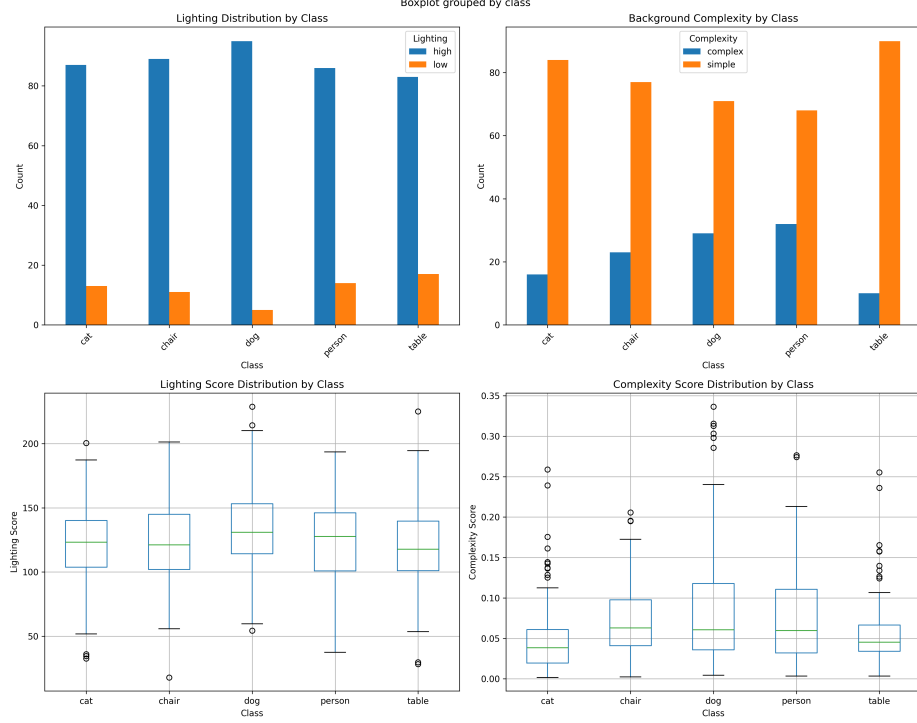 Boxplot grouped by class
Lighting Distribution by Class
Count
80
60
40
20
0
Lighting
high
low
cat
chair
dog
person
table
Class
Background Complexity by Class
Count
80
60
40
20
0
Complexity
complex
simple
cat
chair
dog
person
table
Class
Lighting Score Distribution by Class
Lighting Score
200
150
100
50
cat
chair
dog
person
table
Class
Complexity Score Distribution by Class
Complexity Score
0.35
0.30
0.25
0.20
0.15
0.10
0.05
0.00
cat
chair
dog
person
table
Class